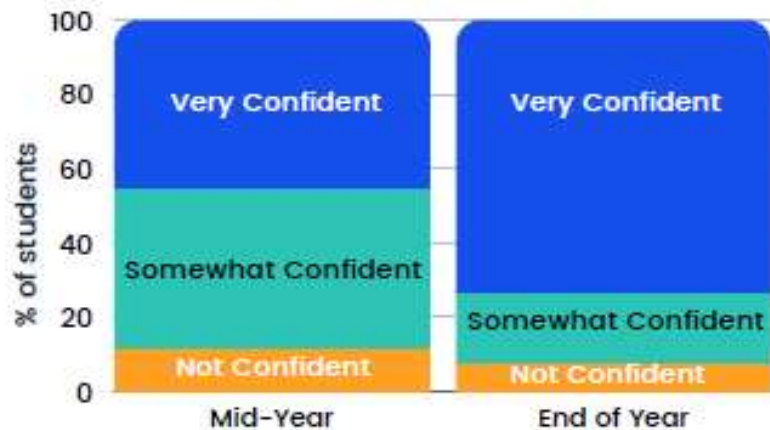 % of students
100
80
60
40
20
0
Very Confident
Somewhat Confident
Not Confident
Mid-Year
Very Confident
Somewhat Confident
Not Confident
End of Year